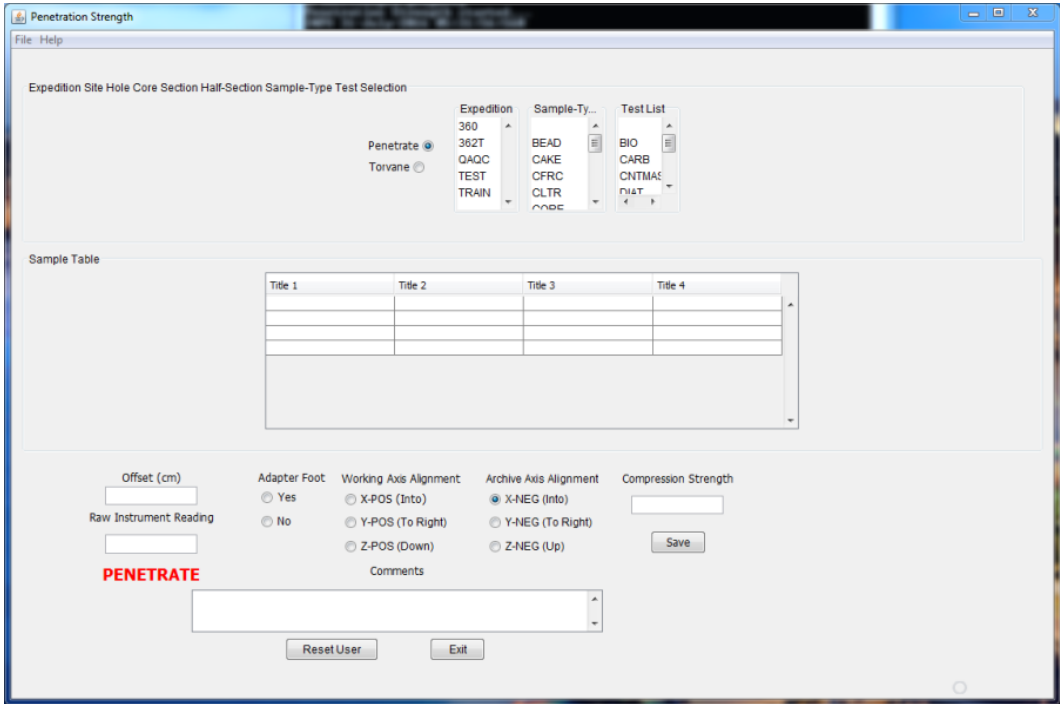 Penetration Strength
File Help
Expedition Site Hole Core Section Half-Section Sample-Type Test Selection
Expedition Sample-Ty... Test List
Penetrate
Torvane
360
362T
QAQC
TEST
TRAIN
BEAD
CAKE
CFRC
CLTR
CORE
BIO
CARB
CNTMAS
DIAT
Sample Table
Title 1 Title 2 Title 3 Title 4
Offset (cm)
Raw Instrument Reading
PENETRATE
Adapter Foot
Yes
No
Working Axis Alignment
X-POS (Into)
Y-POS (To Right)
Z-POS (Down)
Archive Axis Alignment
X-NEG (Into)
Y-NEG (To Right)
Z-NEG (Up)
Compression Strength
Save
Comments
Reset User
Exit